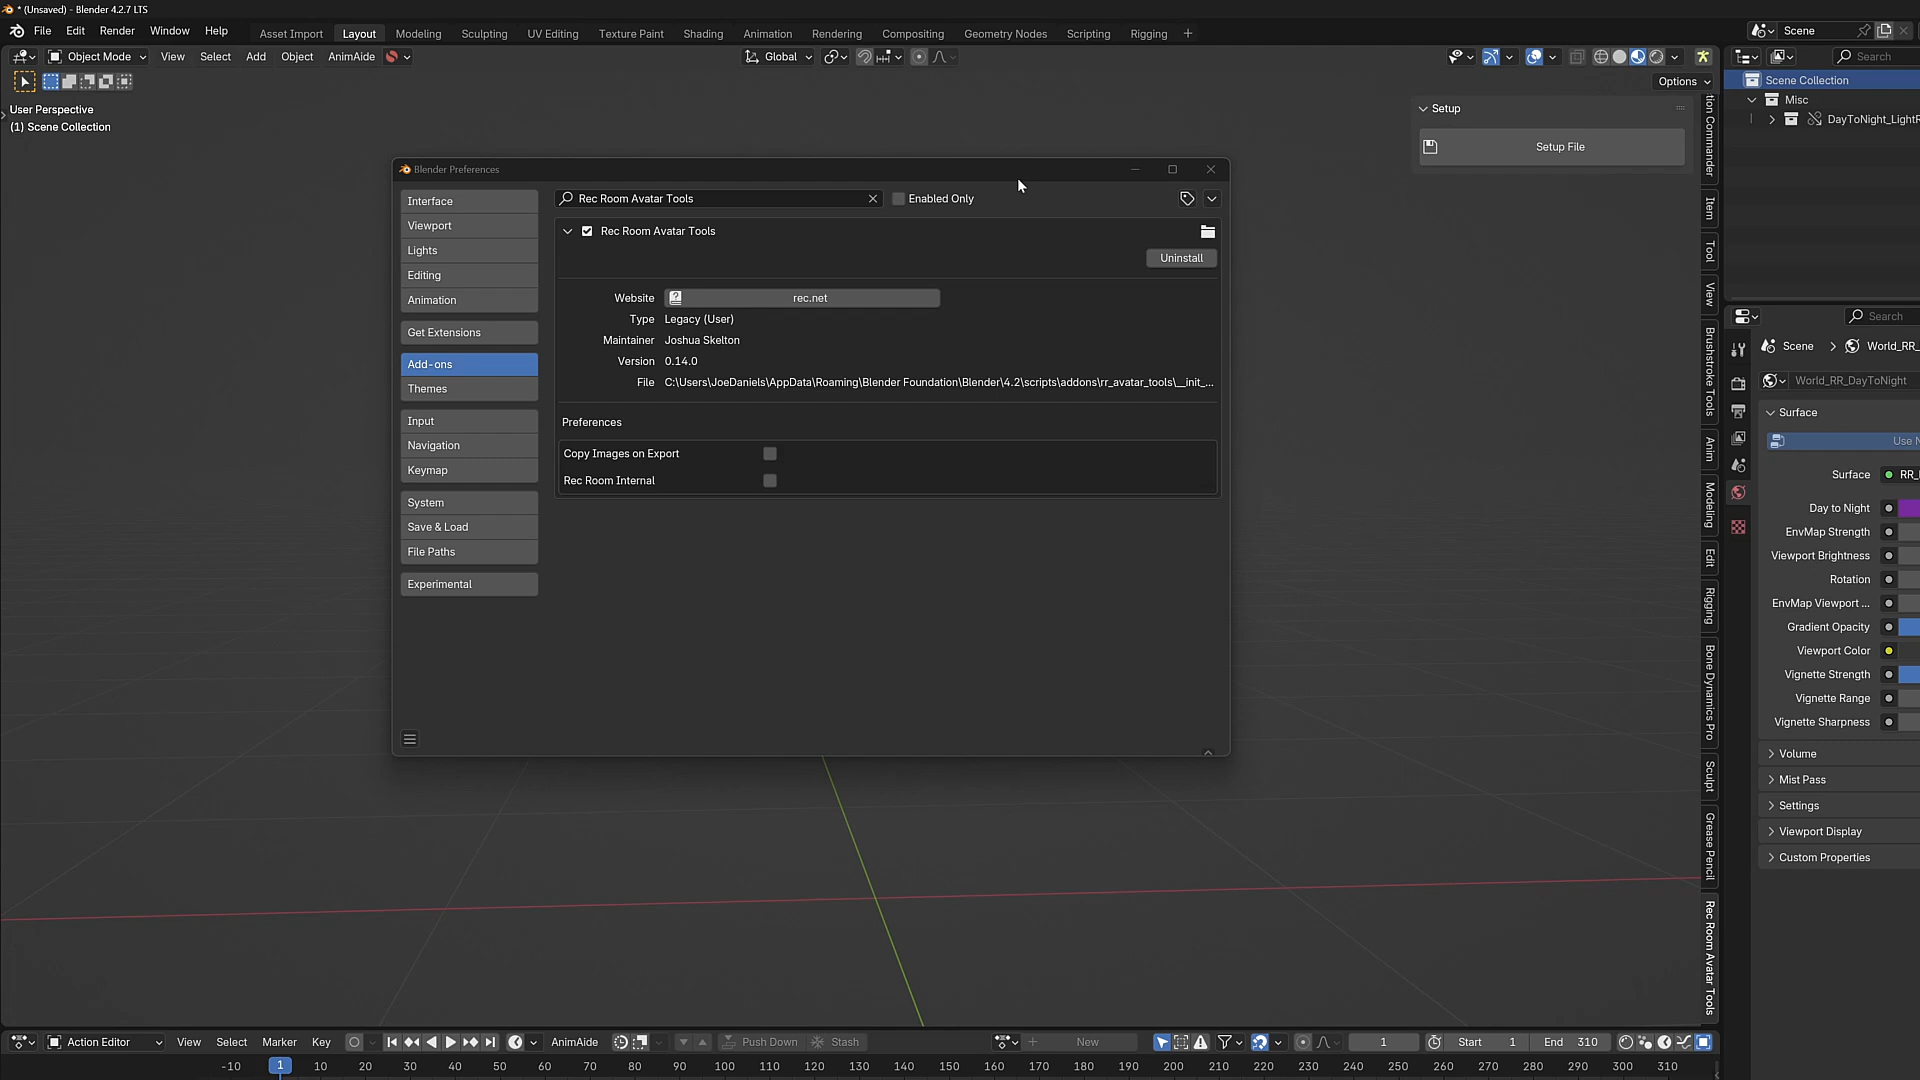 * (Unsaved) - Blender 4.2.7 LTS
File Edit Render Window Help Asset Import Layout Modeling Sculpting UV Editing Texture Paint Shading Animation Rendering Compositing Geometry Nodes Scripting Rigging + Scene
Object Mode View Select Add Object AnimAide Global Search
Options
User Perspective
(1) Scene Collection
Setup
Setup File
Scene Collection
Misc
DayToNight_LightR
Blender Preferences
Interface
Viewport
Lights
Editing
Animation
Get Extensions
Add-ons
Themes
Input
Navigation
Keymap
System
Save & Load
File Paths
Experimental
Rec Room Avatar Tools
Enabled Only
Rec Room Avatar Tools
Uninstall
Website rec.net
Type Legacy (User)
Maintainer Joshua Skelton
Version 0.14.0
File C:\Users\JoeDaniels\AppData\Roaming\Blender Foundation\Blender\4.2\scripts\addons\rr_avatar_tools\__init_...
Preferences
Copy Images on Export
Rec Room Internal
tion Commander
Item
Tool
View
Brushstroke Tools
Anim
Modeling
Edit
Rigging
Bone Dynamics Pro
Sculpt
Grease Pencil
Rec Room Avatar Tools
Search
Scene World_RR_
World_RR_DayToNight
Surface
Use N
Surface RR_
Day to Night
EnvMap Strength
Viewport Brightness
Rotation
EnvMap Viewport ...
Gradient Opacity
Viewport Color
Vignette Strength
Vignette Range
Vignette Sharpness
Volume
Mist Pass
Settings
Viewport Display
Custom Properties
Action Editor View Select Marker Key AnimAide Push Down Stash New 1 Start 1 End 310
-10 1 10 20 30 40 50 60 70 80 90 100 110 120 130 140 150 160 170 180 190 200 210 220 230 240 250 260 270 280 290 300 310